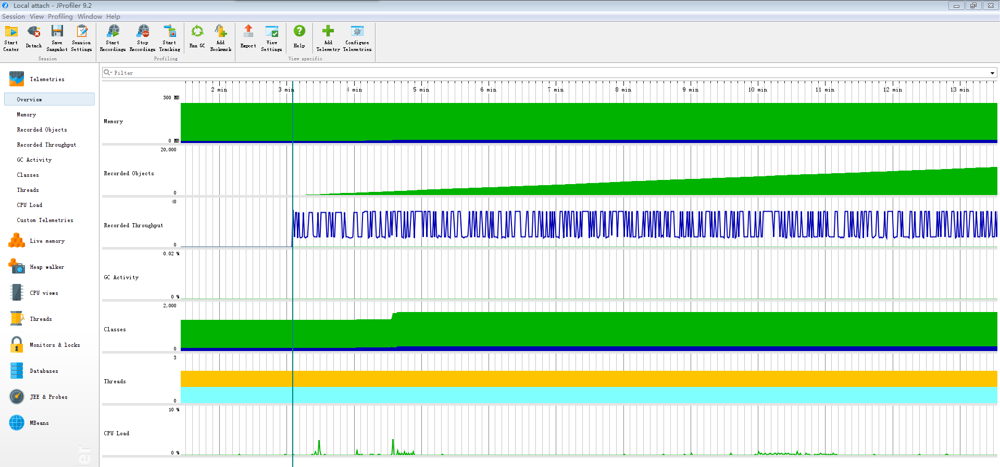 Local attach - JProfiler 9.2
Session View Profiling Window Help
Start Center
Detach
Save Snapshot
Session Settings
Start Recordings
Stop Recordings
Start Tracking
Run GC
Add Bookmark
Export
View Settings
Help
Add Telemetry
Configure Telemetries
Session
Profiling
View specific
Telemetries
Overview
Memory
Recorded Objects
Recorded Throughput
GC Activity
Classes
Threads
CPU Load
Custom Telemetries
Live memory
Heap walker
CPU views
Threads
Monitors & locks
Databases
JEE & Probes
MBeans
Filter
2 min 3 min 4 min 5 min 6 min 7 min 8 min 9 min 10 min 11 min 12 min 13 min
300 MB
Memory
0 MB
20,000
Recorded Objects
0
40
Recorded Throughput
0
0.02 %
GC Activity
0 %
2,000
Classes
0
3
Threads
0
10 %
CPU Load
0 %